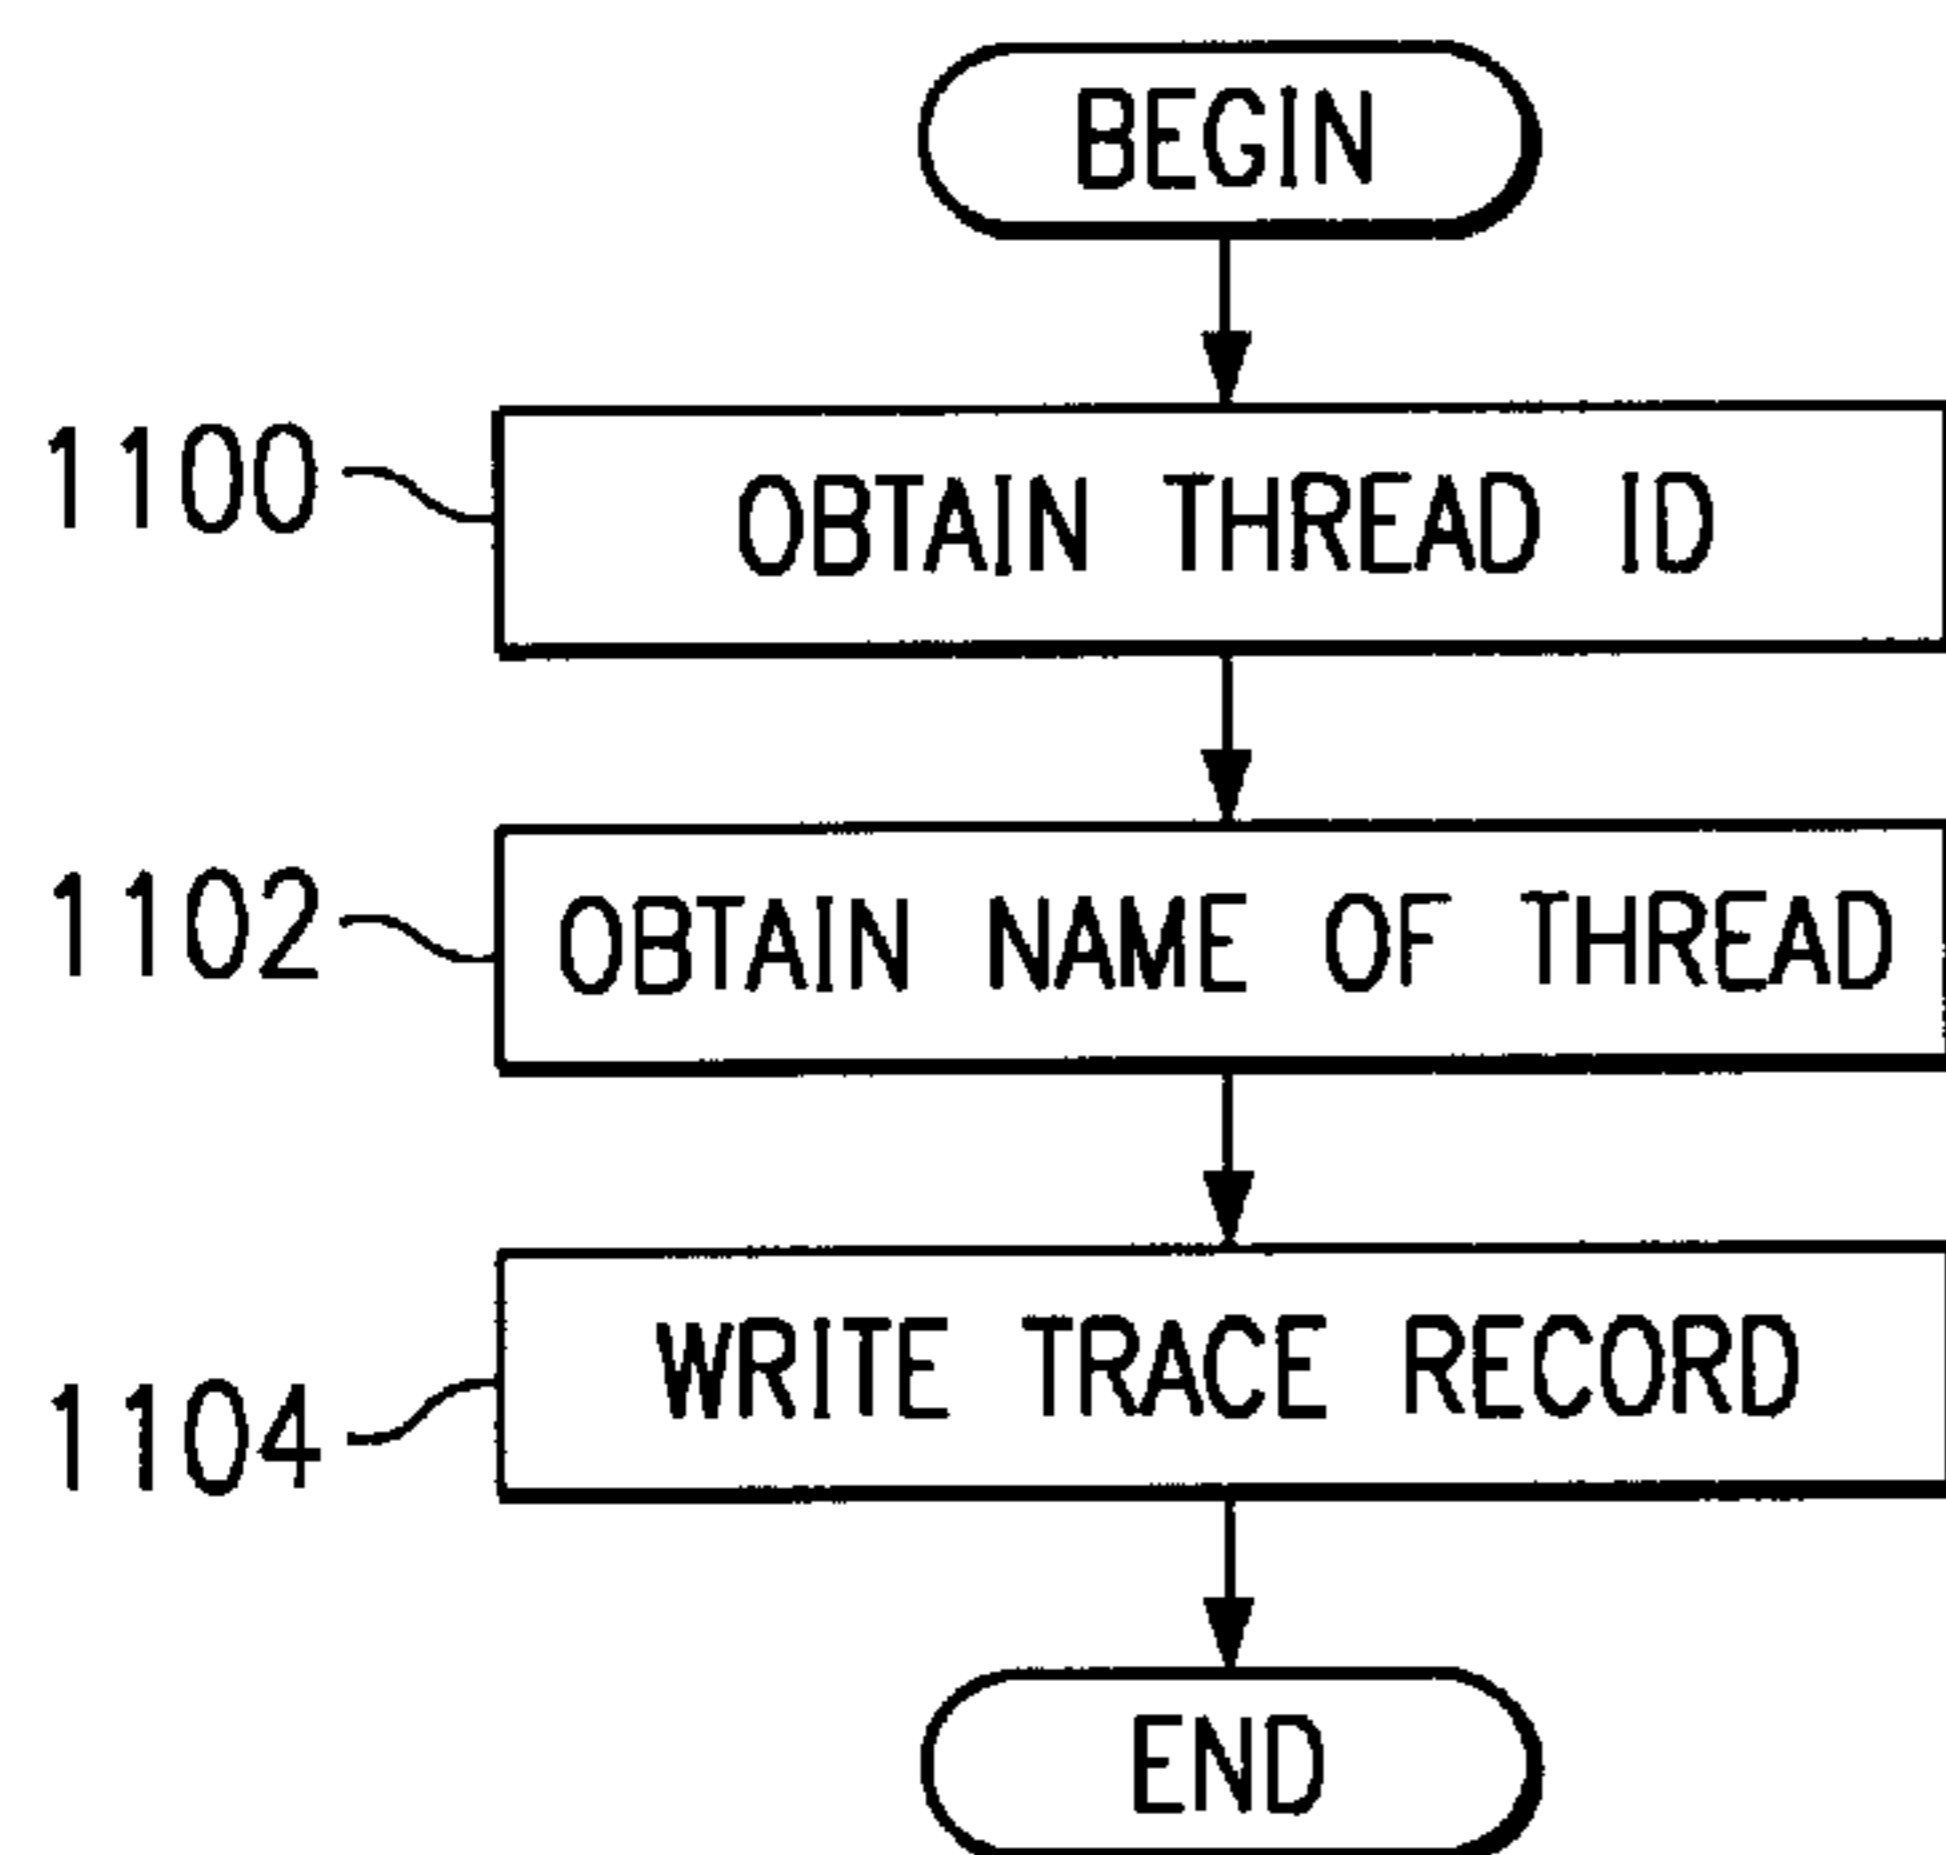 BEGIN
1100
OBTAIN THREAD ID
1102
OBTAIN NAME OF THREAD
1104
WRITE TRACE RECORD
END